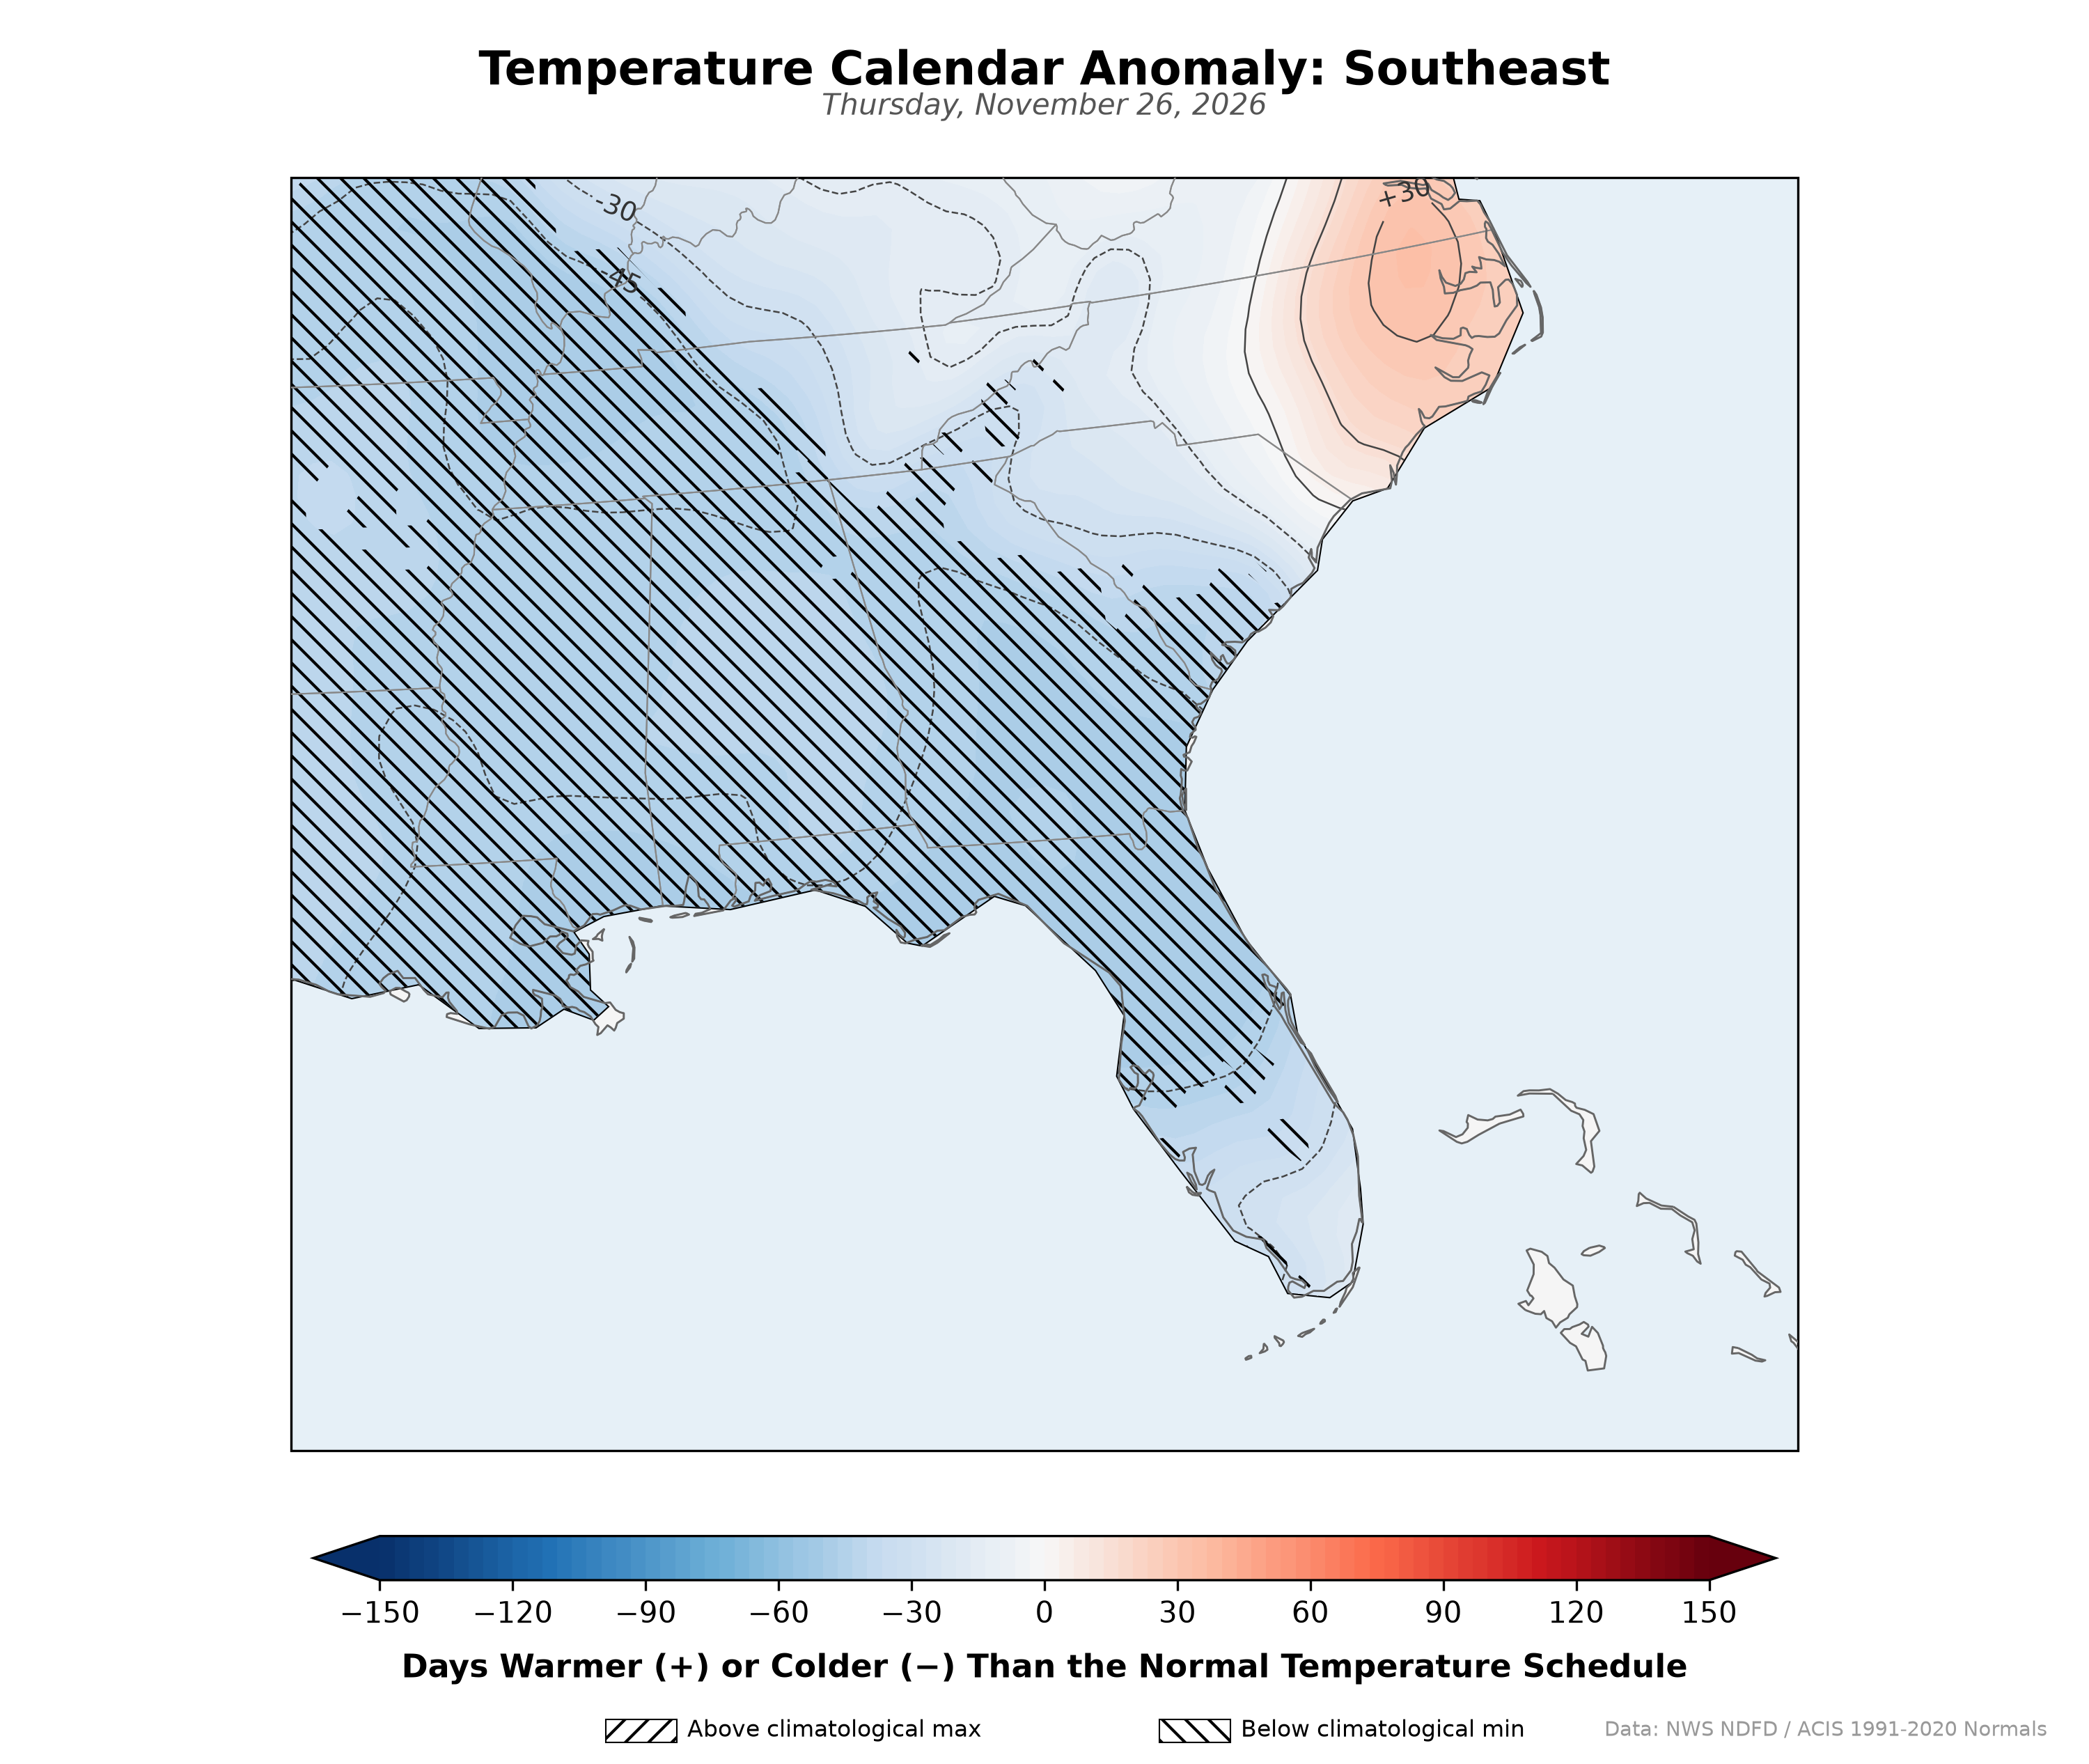 Temperature Calendar Anomaly: Southeast
Thursday, November 26, 2026
+30
-30
-45
−150 −120 −90 −60 −30 0 30 60 90 120 150
Days Warmer (+) or Colder (−) Than the Normal Temperature Schedule
Above climatological max
Below climatological min
Data: NWS NDFD / ACIS 1991-2020 Normals